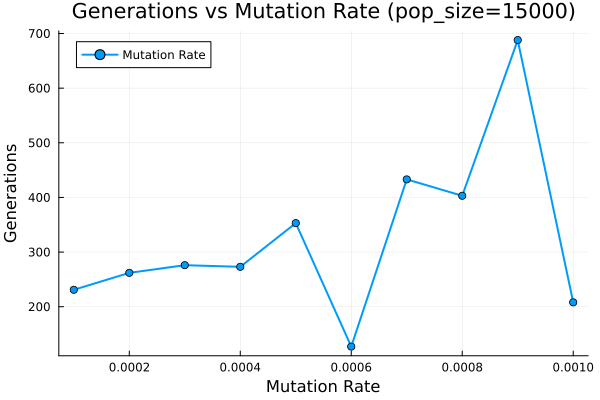 Generations vs Mutation Rate (pop_size=15000)
Mutation Rate
700
600
500
400
300
200
Generations
0.0002 0.0004 0.0006 0.0008 0.0010
Mutation Rate